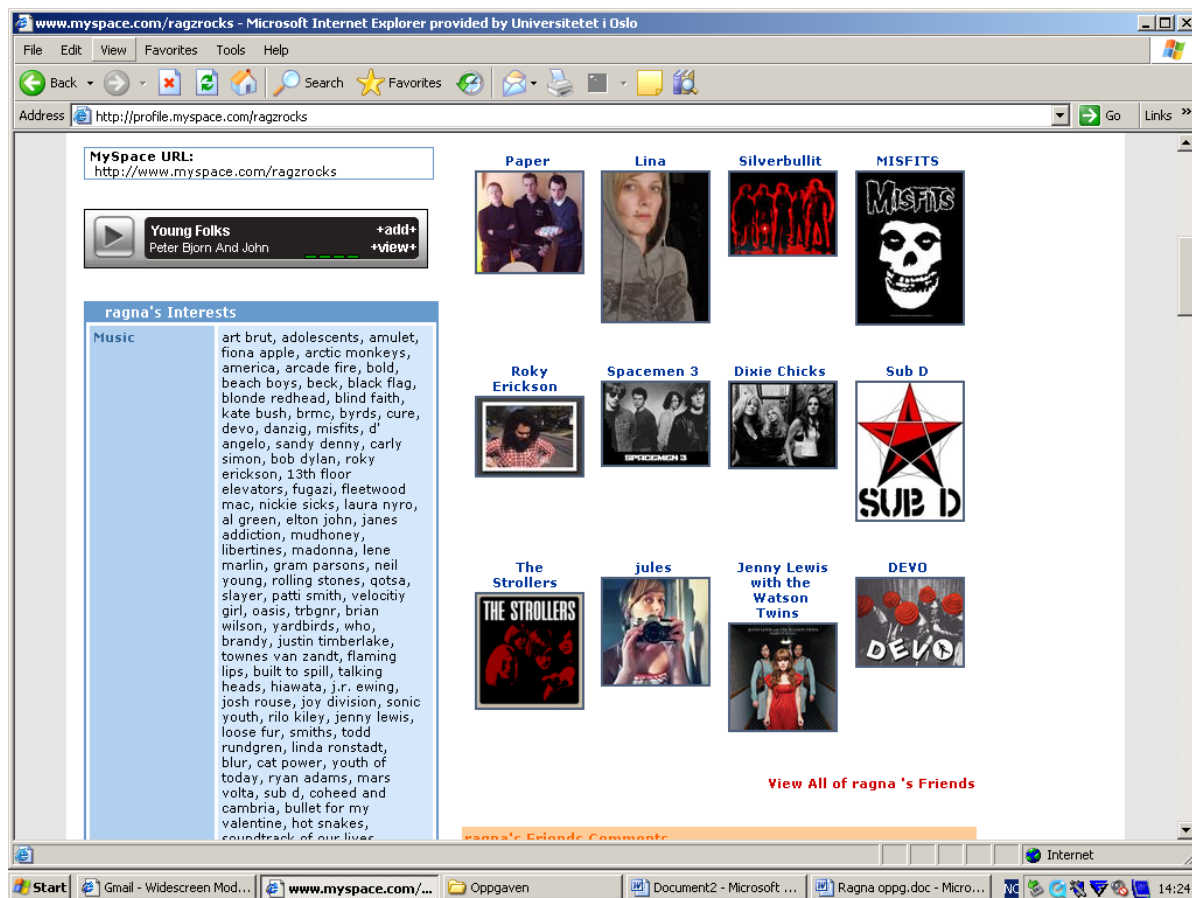 www.myspace.com/ragzrocks - Microsoft Internet Explorer provided by Universitetet i Oslo
File Edit View Favorites Tools Help
Back Search Favorites
Address http://profile.myspace.com/ragzrocks Go Links »
MySpace URL:
http://www.myspace.com/ragzrocks
Young Folks +add+
Peter Bjorn And John +view+
ragna's Interests
Music
art brut, adolescents, amulet,
fiona apple, arctic monkeys,
america, arcade fire, bold,
beach boys, beck, black flag,
blonde redhead, blind faith,
kate bush, brmc, byrds, cure,
devo, danzig, misfits, d'
angelo, sandy denny, carly
simon, bob dylan, roky
erickson, 13th floor
elevators, fugazi, fleetwood
mac, nickie sicks, laura nyro,
al green, elton john, janes
addiction, mudhoney,
libertines, madonna, lene
marlin, gram parsons, neil
young, rolling stones, qotsa,
slayer, patti smith, velocitiy
girl, oasis, trbgnr, brian
wilson, yardbirds, who,
brandy, justin timberlake,
townes van zandt, flaming
lips, built to spill, talking
heads, hiawata, j.r. ewing,
josh rouse, joy division, sonic
youth, rilo kiley, jenny lewis,
loose fur, smiths, todd
rundgren, linda ronstadt,
blur, cat power, youth of
today, ryan adams, mars
volta, sub d, coheed and
cambria, bullet for my
valentine, hot snakes,
soundtrack of our lives
Paper Lina Silverbullit MISFITS
MISFITS
Roky
Erickson
Spacemen 3 Dixie Chicks Sub D
SPACEMEN 3
SUB D
The
Strollers
jules
Jenny Lewis
with the
Watson
Twins
DEVO
THE STROLLERS
DEVO
View All of ragna 's Friends
ragna's Friends Comments
Internet
Start Gmail - Widescreen Mod... www.myspace.com/... Oppgaven Document2 - Microsoft ... Ragna oppg.doc - Micro... NO 14:24